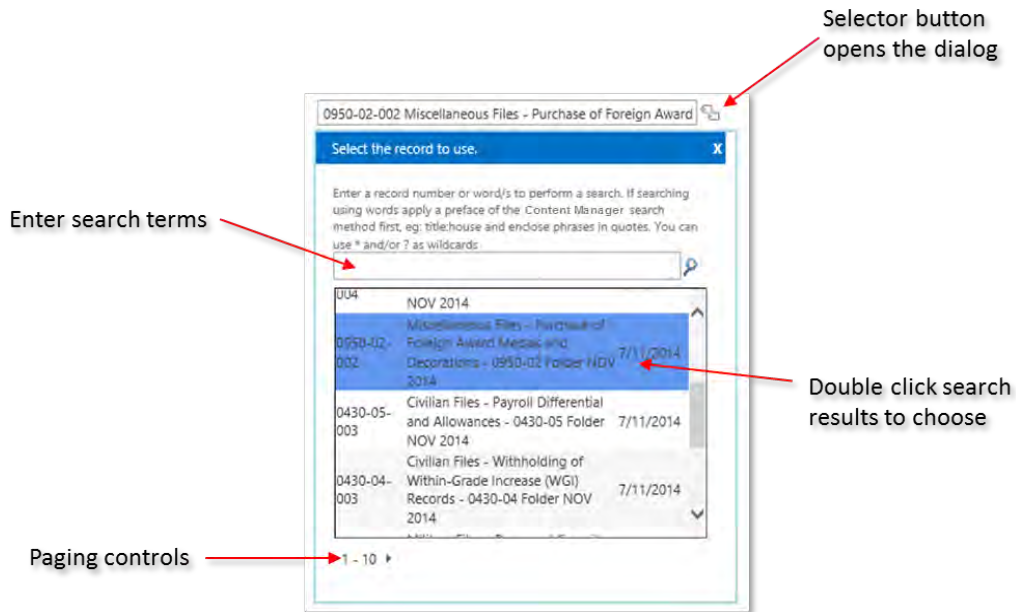 Selector button
opens the dialog
0950-02-002 Miscellaneous Files - Purchase of Foreign Award
Select the record to use.
X
Enter a record number or word/s to perform a search. If searching
using words apply a preface of the Content Manager search
method first, eg: title:house and enclose phrases in quotes. You can
use * and/or ? as wildcards
Enter search terms
004
NOV 2014
0950-02-
002
Miscellaneous Files - Purchase of
Foreign Award Medals and
Decorations - 0950-02 Folder NOV
2014
7/11/2014
Double click search
results to choose
0430-05-
003
Civilian Files - Payroll Differential
and Allowances - 0430-05 Folder
NOV 2014
7/11/2014
0430-04-
003
Civilian Files - Withholding of
Within-Grade Increase (WGI)
Records - 0430-04 Folder NOV
2014
7/11/2014
Paging controls
1 - 10